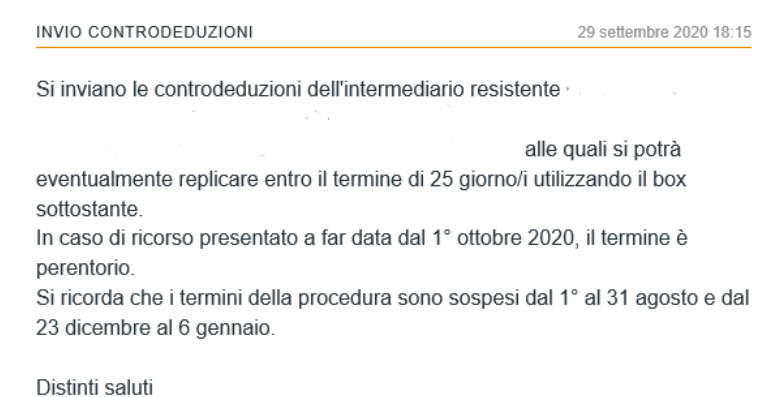 INVIO CONTRODEDUZIONI
29 settembre 2020 18:15
Si inviano le controdeduzioni dell'intermediario resistente
alle quali si potrà
eventualmente replicare entro il termine di 25 giorno/i utilizzando il box
sottostante.
In caso di ricorso presentato a far data dal 1° ottobre 2020, il termine è
perentorio.
Si ricorda che i termini della procedura sono sospesi dal 1° al 31 agosto e dal
23 dicembre al 6 gennaio.
Distinti saluti